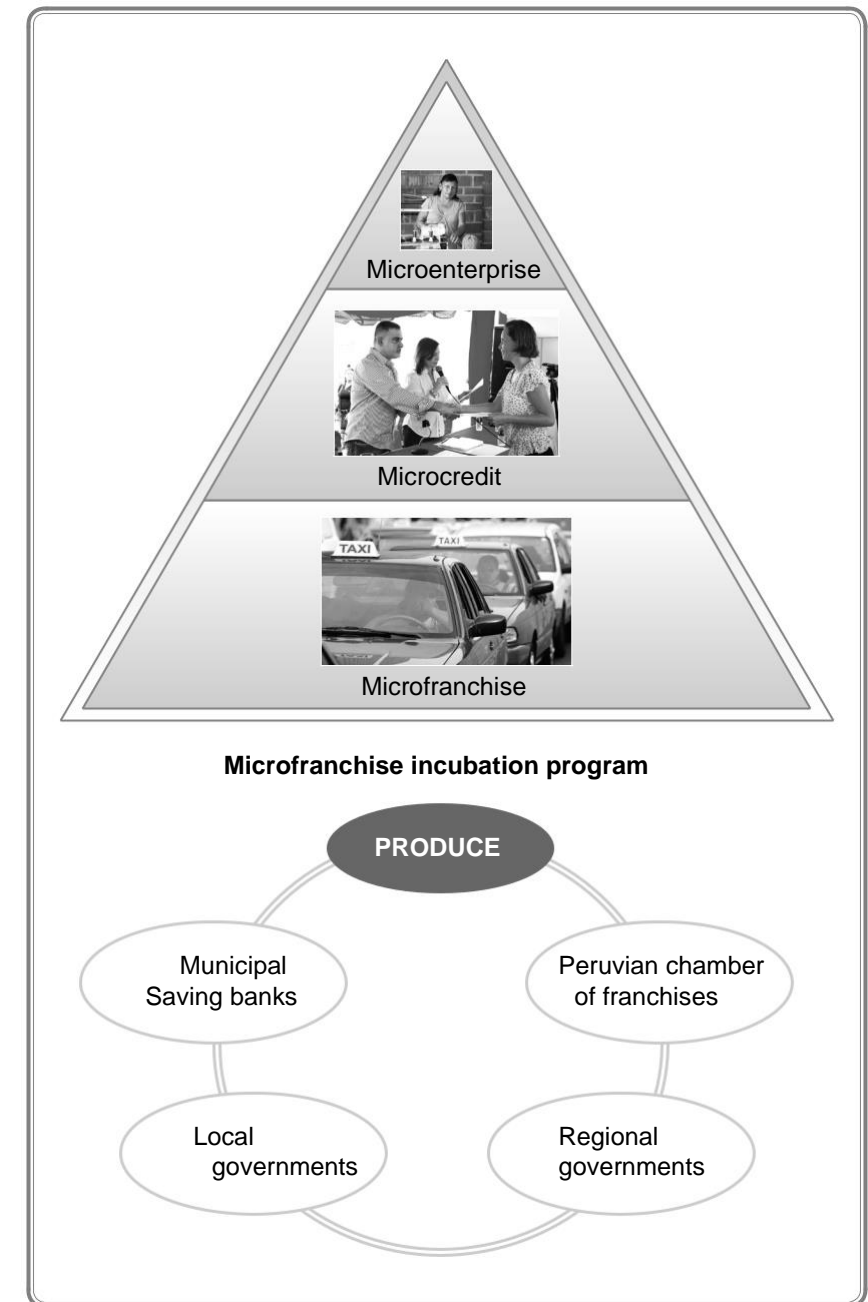 Microenterprise
Microcredit
TAXI
TAXI
Microfranchise
Microfranchise incubation program
PRODUCE
Municipal
Saving banks
Peruvian chamber
of franchises
Local
governments
Regional
governments